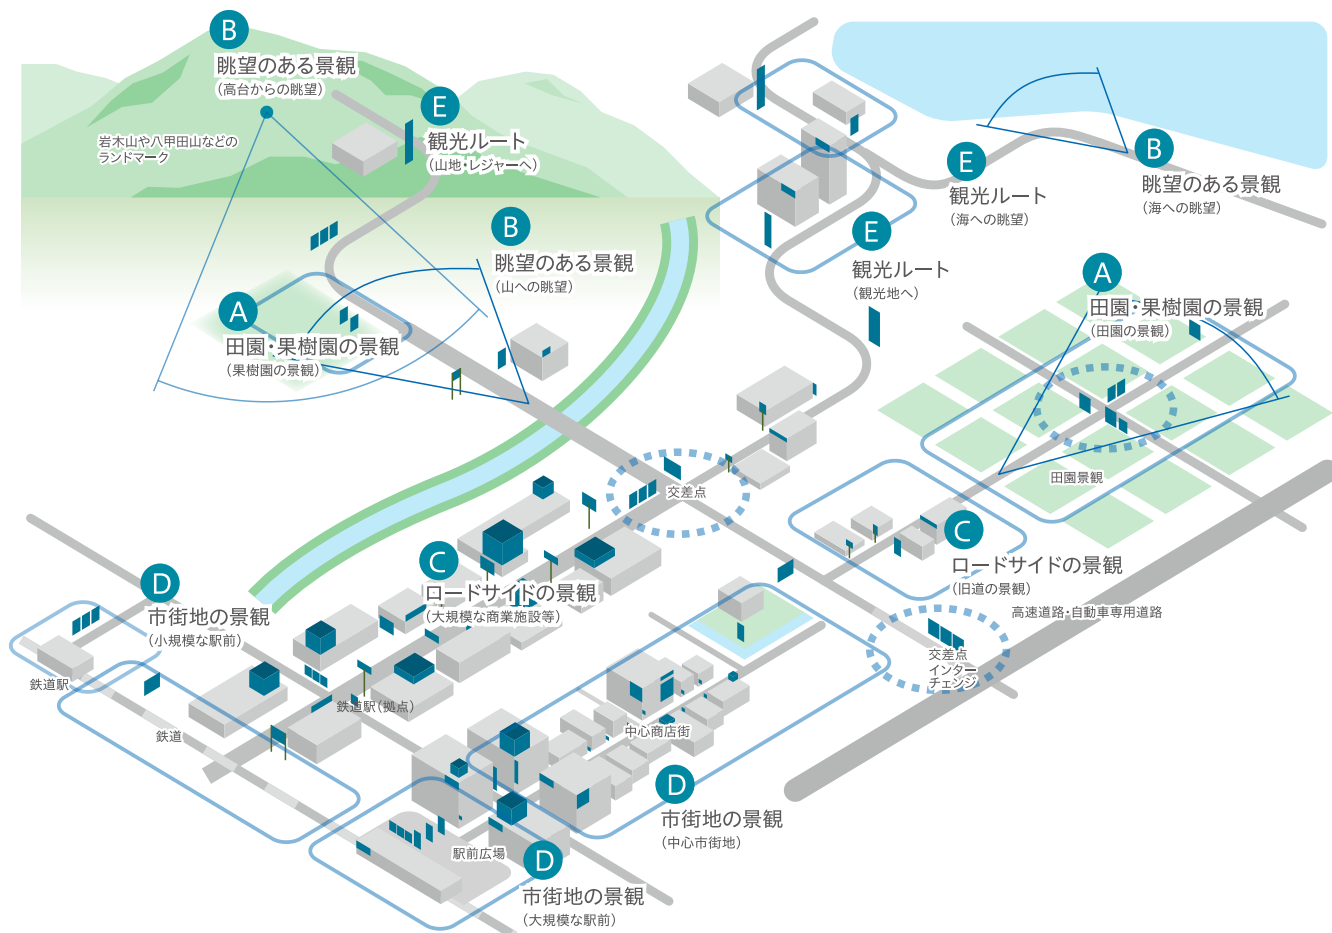 B
眺望のある景観
（高台からの眺望）
岩木山や八甲田山などの
ランドマーク
E
観光ルート
（山地・レジャーへ）
B
眺望のある景観
（山への眺望）
A
田園・果樹園の景観
（果樹園の景観）
E
観光ルート
（海への眺望）
B
眺望のある景観
（海への眺望）
E
観光ルート
（観光地へ）
A
田園・果樹園の景観
（田園の景観）
田園景観
交差点
C
ロードサイドの景観
（旧道の景観）
高速道路・自動車専用道路
交差点
インター
チェンジ
C
ロードサイドの景観
（大規模な商業施設等）
D
市街地の景観
（小規模な駅前）
鉄道駅
鉄道
鉄道駅（拠点）
中心商店街
D
市街地の景観
（中心市街地）
駅前広場
D
市街地の景観
（大規模な駅前）